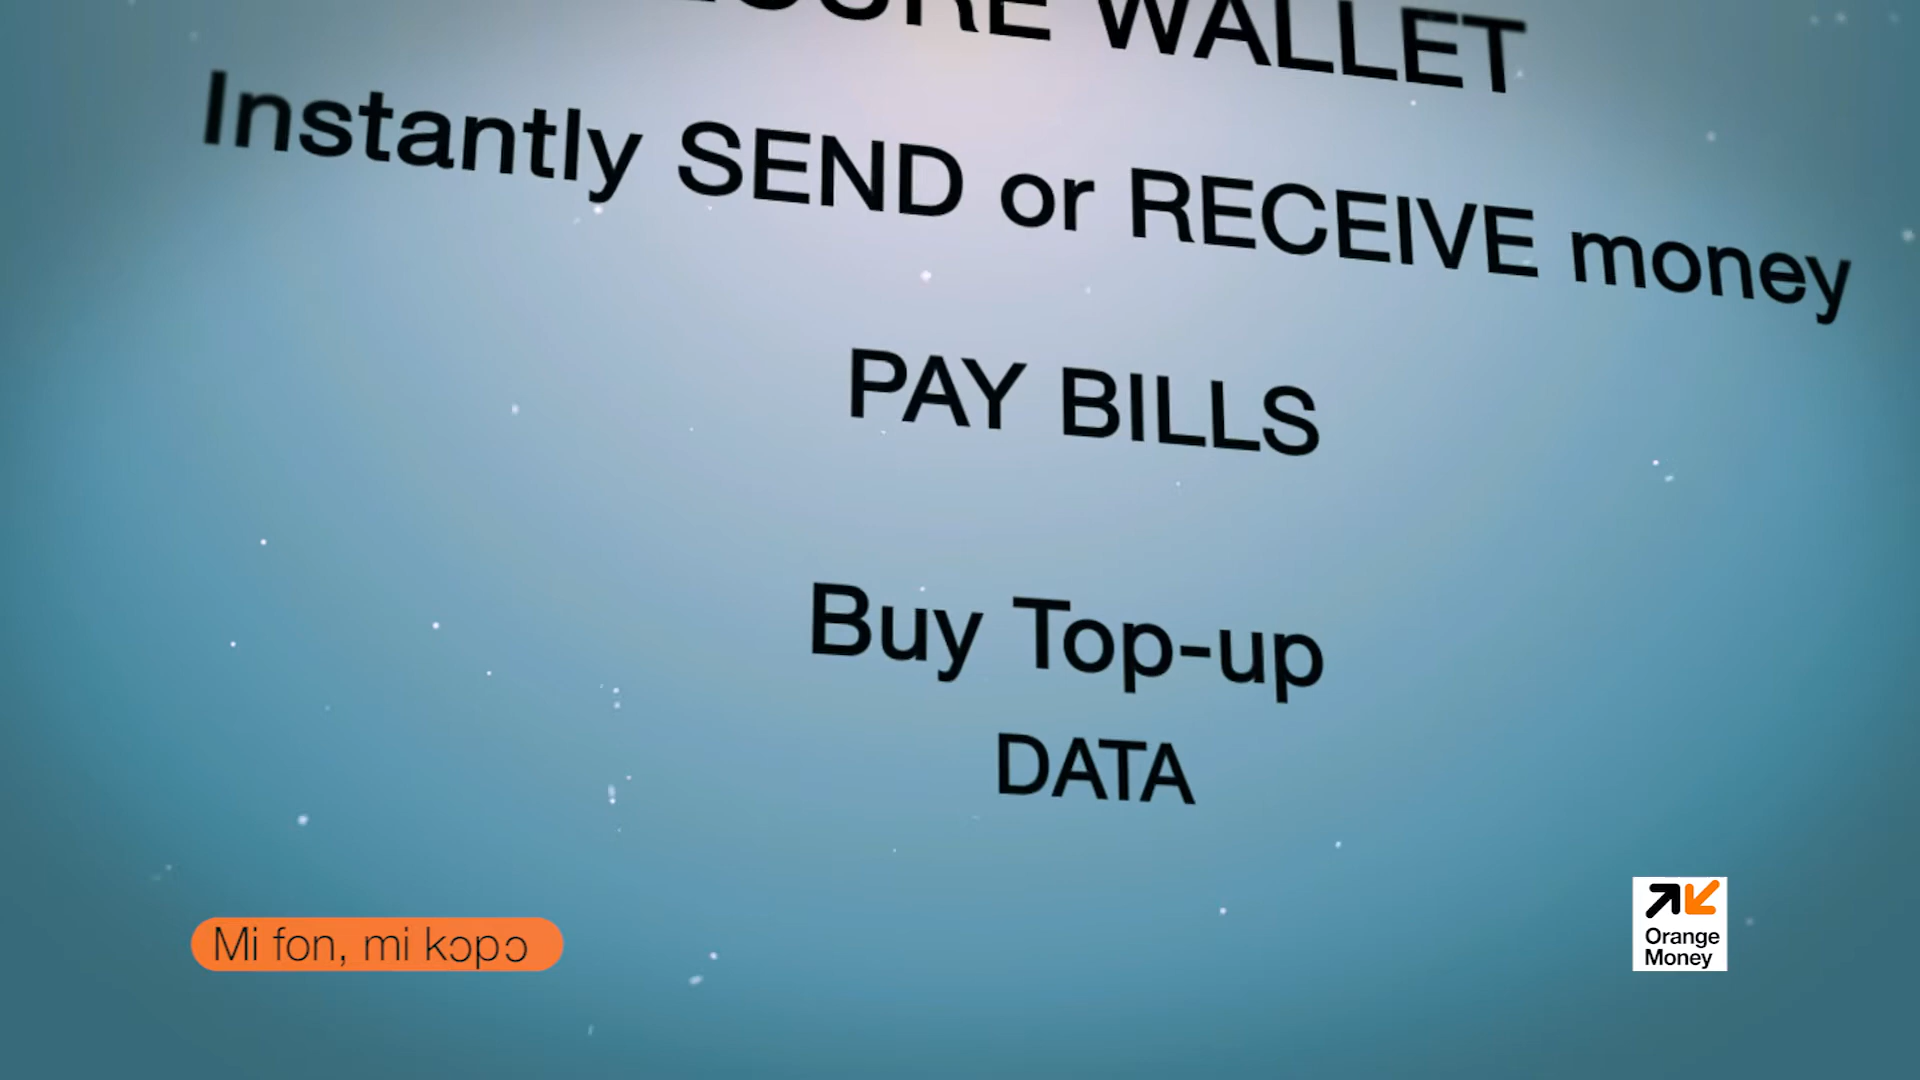 WALLET
Instantly SEND or RECEIVE money
PAY BILLS
Buy Top-up
DATA
Mi fon, mi kɔpɔ
Orange
Money